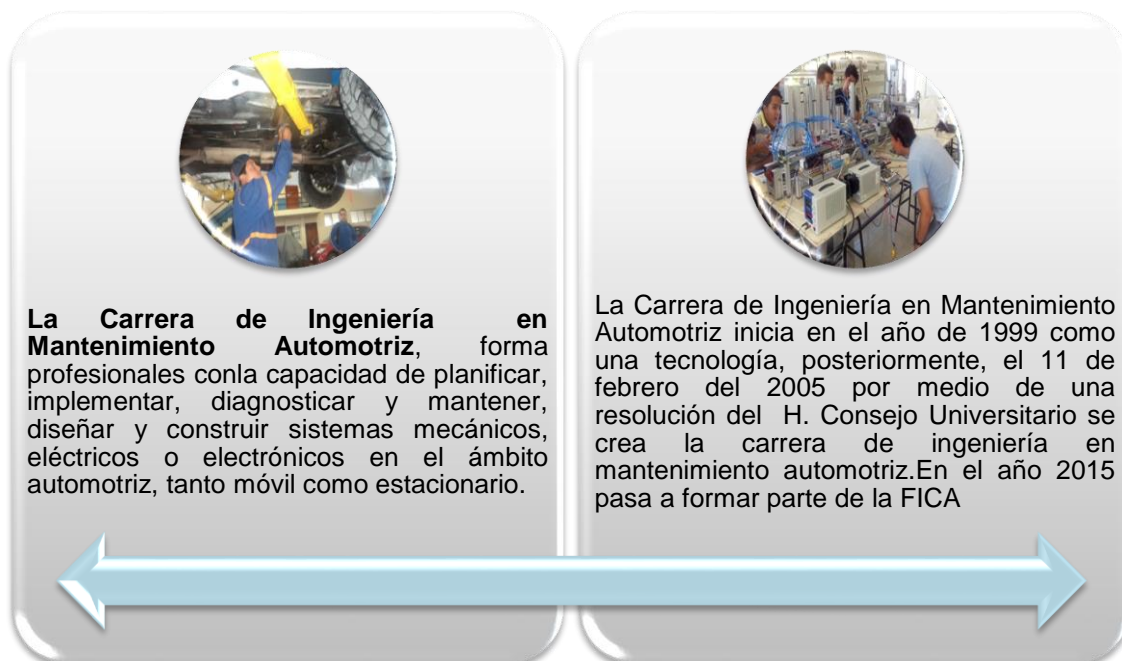 La Carrera de Ingeniería en
Mantenimiento Automotriz, forma
profesionales conla capacidad de planificar,
implementar, diagnosticar y mantener,
diseñar y construir sistemas mecánicos,
eléctricos o electrónicos en el ámbito
automotriz, tanto móvil como estacionario.
La Carrera de Ingeniería en Mantenimiento
Automotriz inicia en el año de 1999 como
una tecnología, posteriormente, el 11 de
febrero del 2005 por medio de una
resolución del H. Consejo Universitario se
crea la carrera de ingeniería en
mantenimiento automotriz.En el año 2015
pasa a formar parte de la FICA